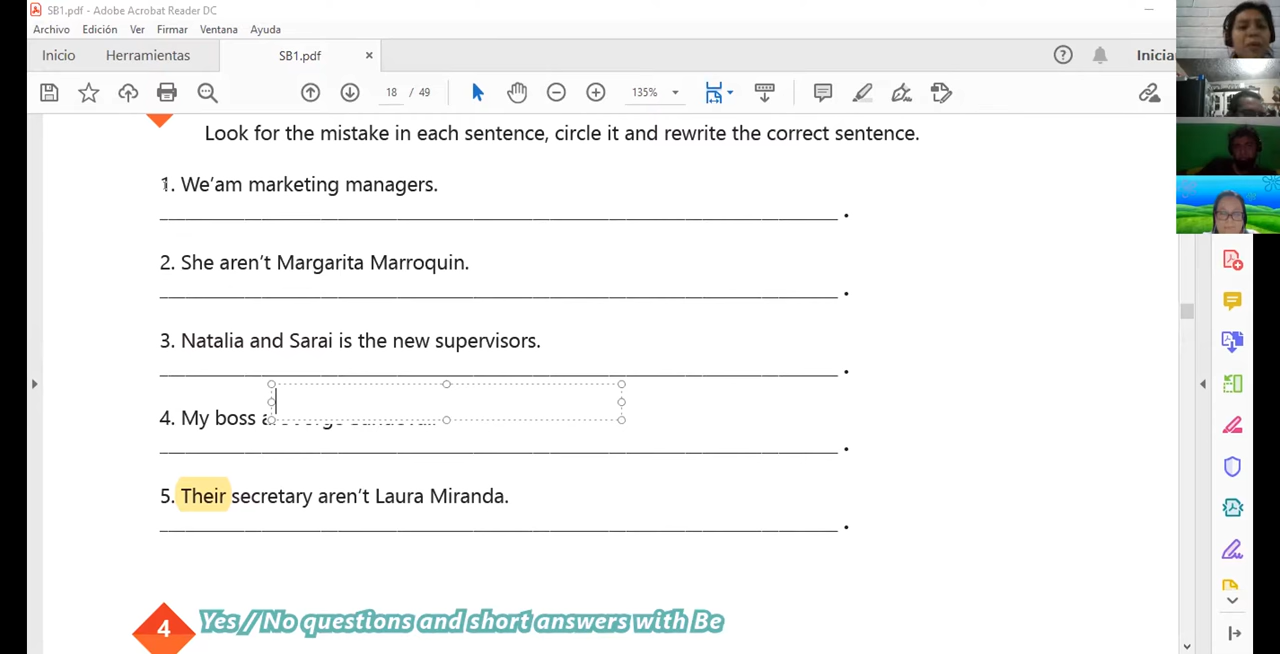 SB1.pdf - Adobe Acrobat Reader DC
Archivo Edición Ver Firmar Ventana Ayuda
Inicio Herramientas SB1.pdf × ? Inicia
18 / 49 135%
Look for the mistake in each sentence, circle it and rewrite the correct sentence.
1. We'am marketing managers.
.
2. She aren't Margarita Marroquin.
.
3. Natalia and Sarai is the new supervisors.
.
4. My boss
.
5. Their secretary aren't Laura Miranda.
.
4 Yes//No questions and short answers with Be